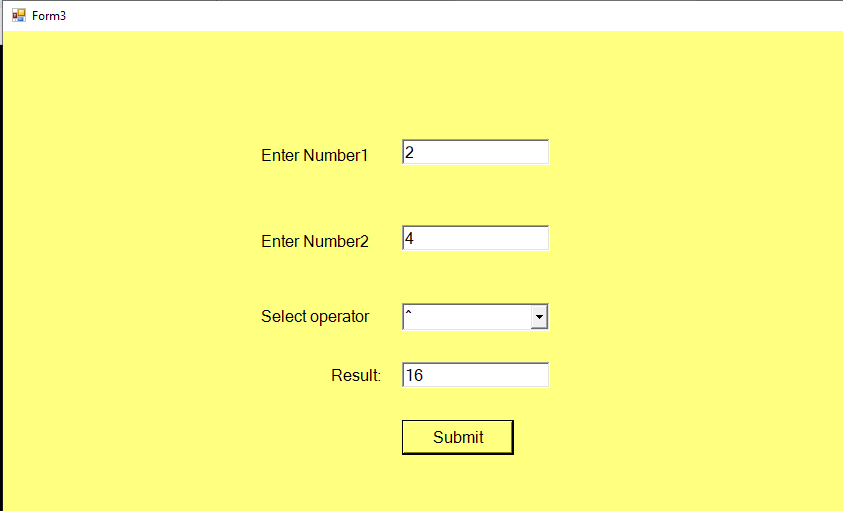 Form3
Enter Number1 2
Enter Number2 4
Select operator ^
Result: 16
Submit